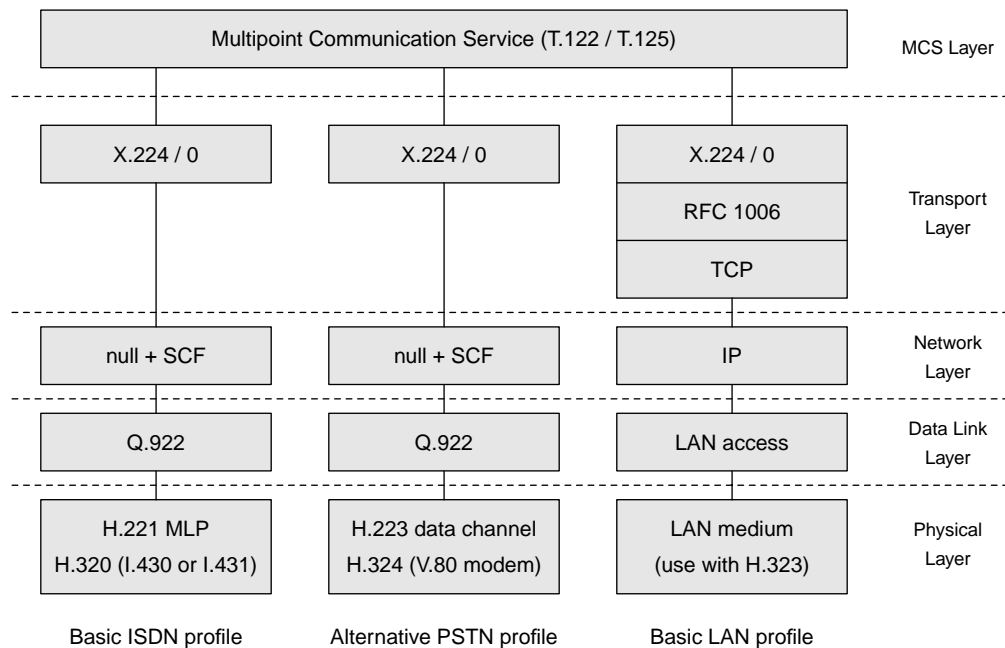 Multipoint Communication Service (T.122 / T.125)
MCS Layer
X.224 / 0
X.224 / 0
X.224 / 0
RFC 1006
TCP
Transport
Layer
null + SCF
null + SCF
IP
Network
Layer
Q.922
Q.922
LAN access
Data Link
Layer
H.221 MLP
H.320 (I.430 or I.431)
H.223 data channel
H.324 (V.80 modem)
LAN medium
(use with H.323)
Physical
Layer
Basic ISDN profile
Alternative PSTN profile
Basic LAN profile